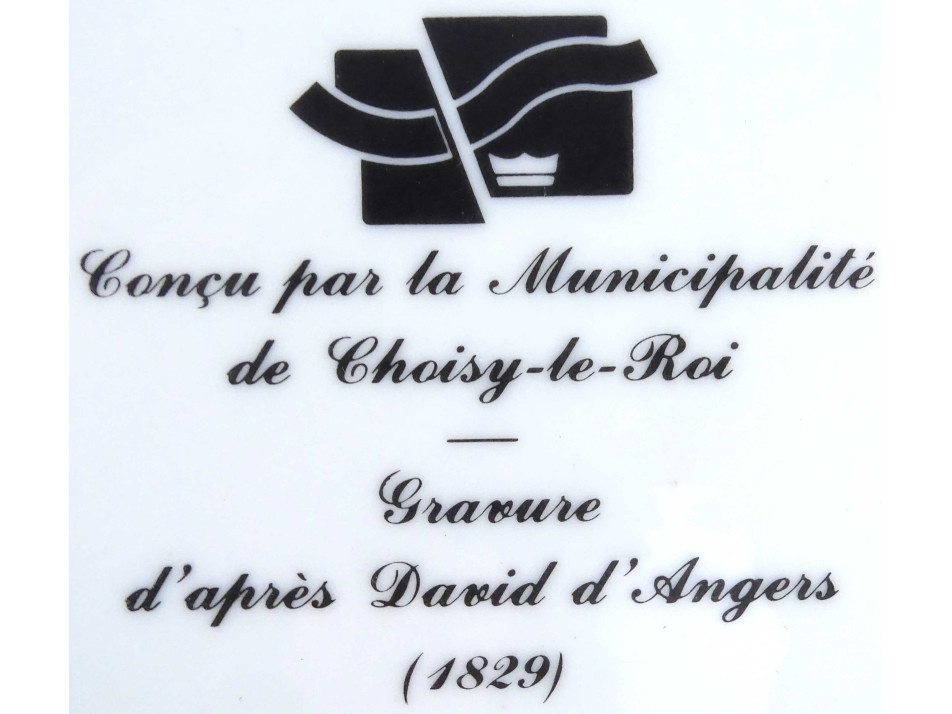 Conçu par la Municipalité
de Choisy-le-Roi
Gravure
d'après David d'Angers
(1829)